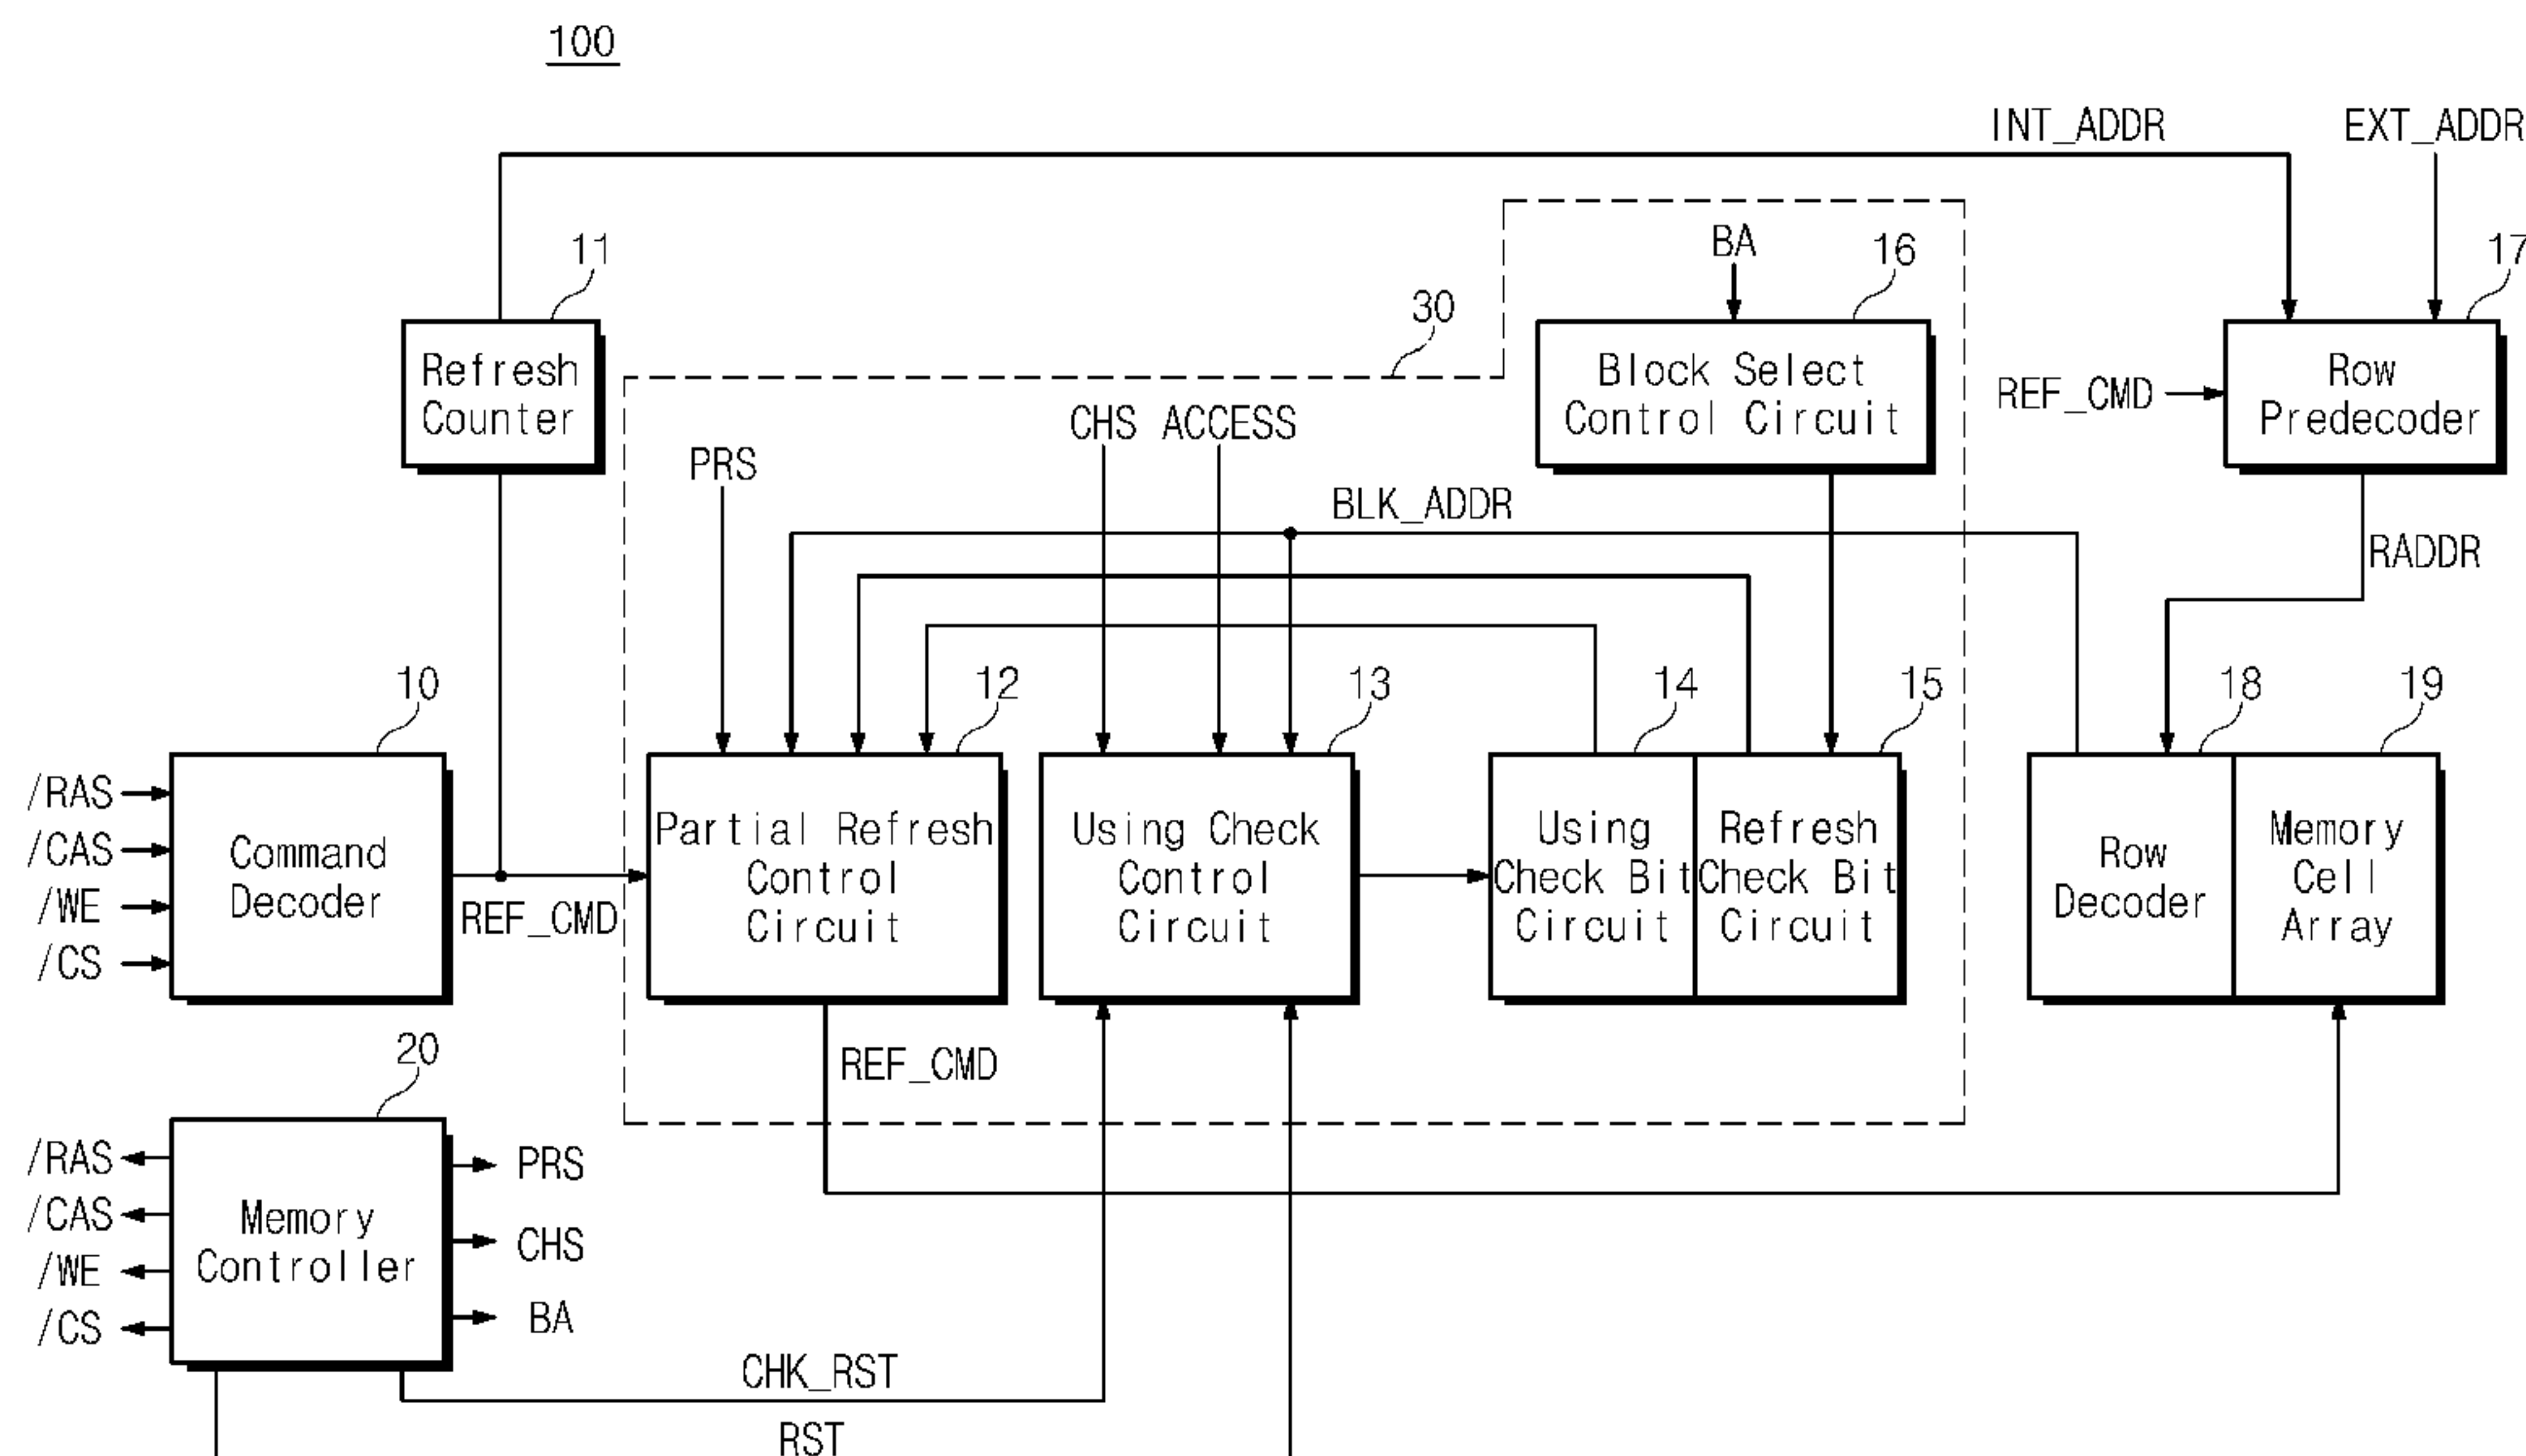 100
INT_ADDR
EXT_ADDR
11
BA
16
17
30
Refresh
Counter
Block Select
Control Circuit
Row
Predecoder
REF_CMD
CHS
ACCESS
PRS
BLK_ADDR
RADDR
10
12
13
14
15
18
19
/RAS
/CAS
/WE
/CS
Command
Decoder
REF_CMD
Partial Refresh
Control
Circuit
Using Check
Control
Circuit
Using
Check Bit
Circuit
Refresh
Check Bit
Circuit
Row
Decoder
Memory
Cell
Array
20
REF_CMD
/RAS
/CAS
/WE
/CS
Memory
Controller
PRS
CHS
BA
CHK_RST
RST